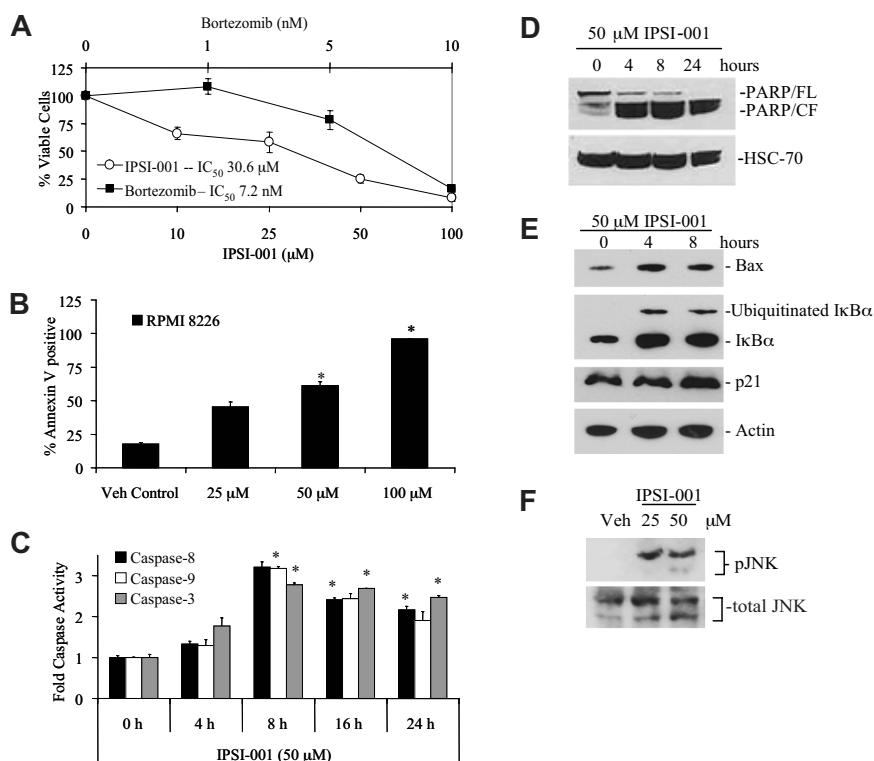 A
Bortezomib (nM)
0 1 5 10
% Viable Cells
125
100
75
50
25
0
IPSI-001 -- IC50 30.6 μM
Bortezomib – IC50 7.2 nM
0 10 25 50 100
IPSI-001 (μM)
B
% Annexin V positive
125
100
75
50
25
0
RPMI 8226
* *
Veh Control 25 μM 50 μM 100 μM
C
Fold Caspase Activity
3
2
1
0
Caspase-8
Caspase-9
Caspase-3
* * * * * *
0 h 4 h 8 h 16 h 24 h
IPSI-001 (50 μM)
D
50 μM IPSI-001
0 4 8 24 hours
-PARP/FL
-PARP/CF
-HSC-70
E
50 μM IPSI-001
0 4 8 hours
- Bax
-Ubiquitinated IκBα
- IκBα
- p21
- Actin
F
IPSI-001
Veh 25 50 μM
- pJNK
-total JNK